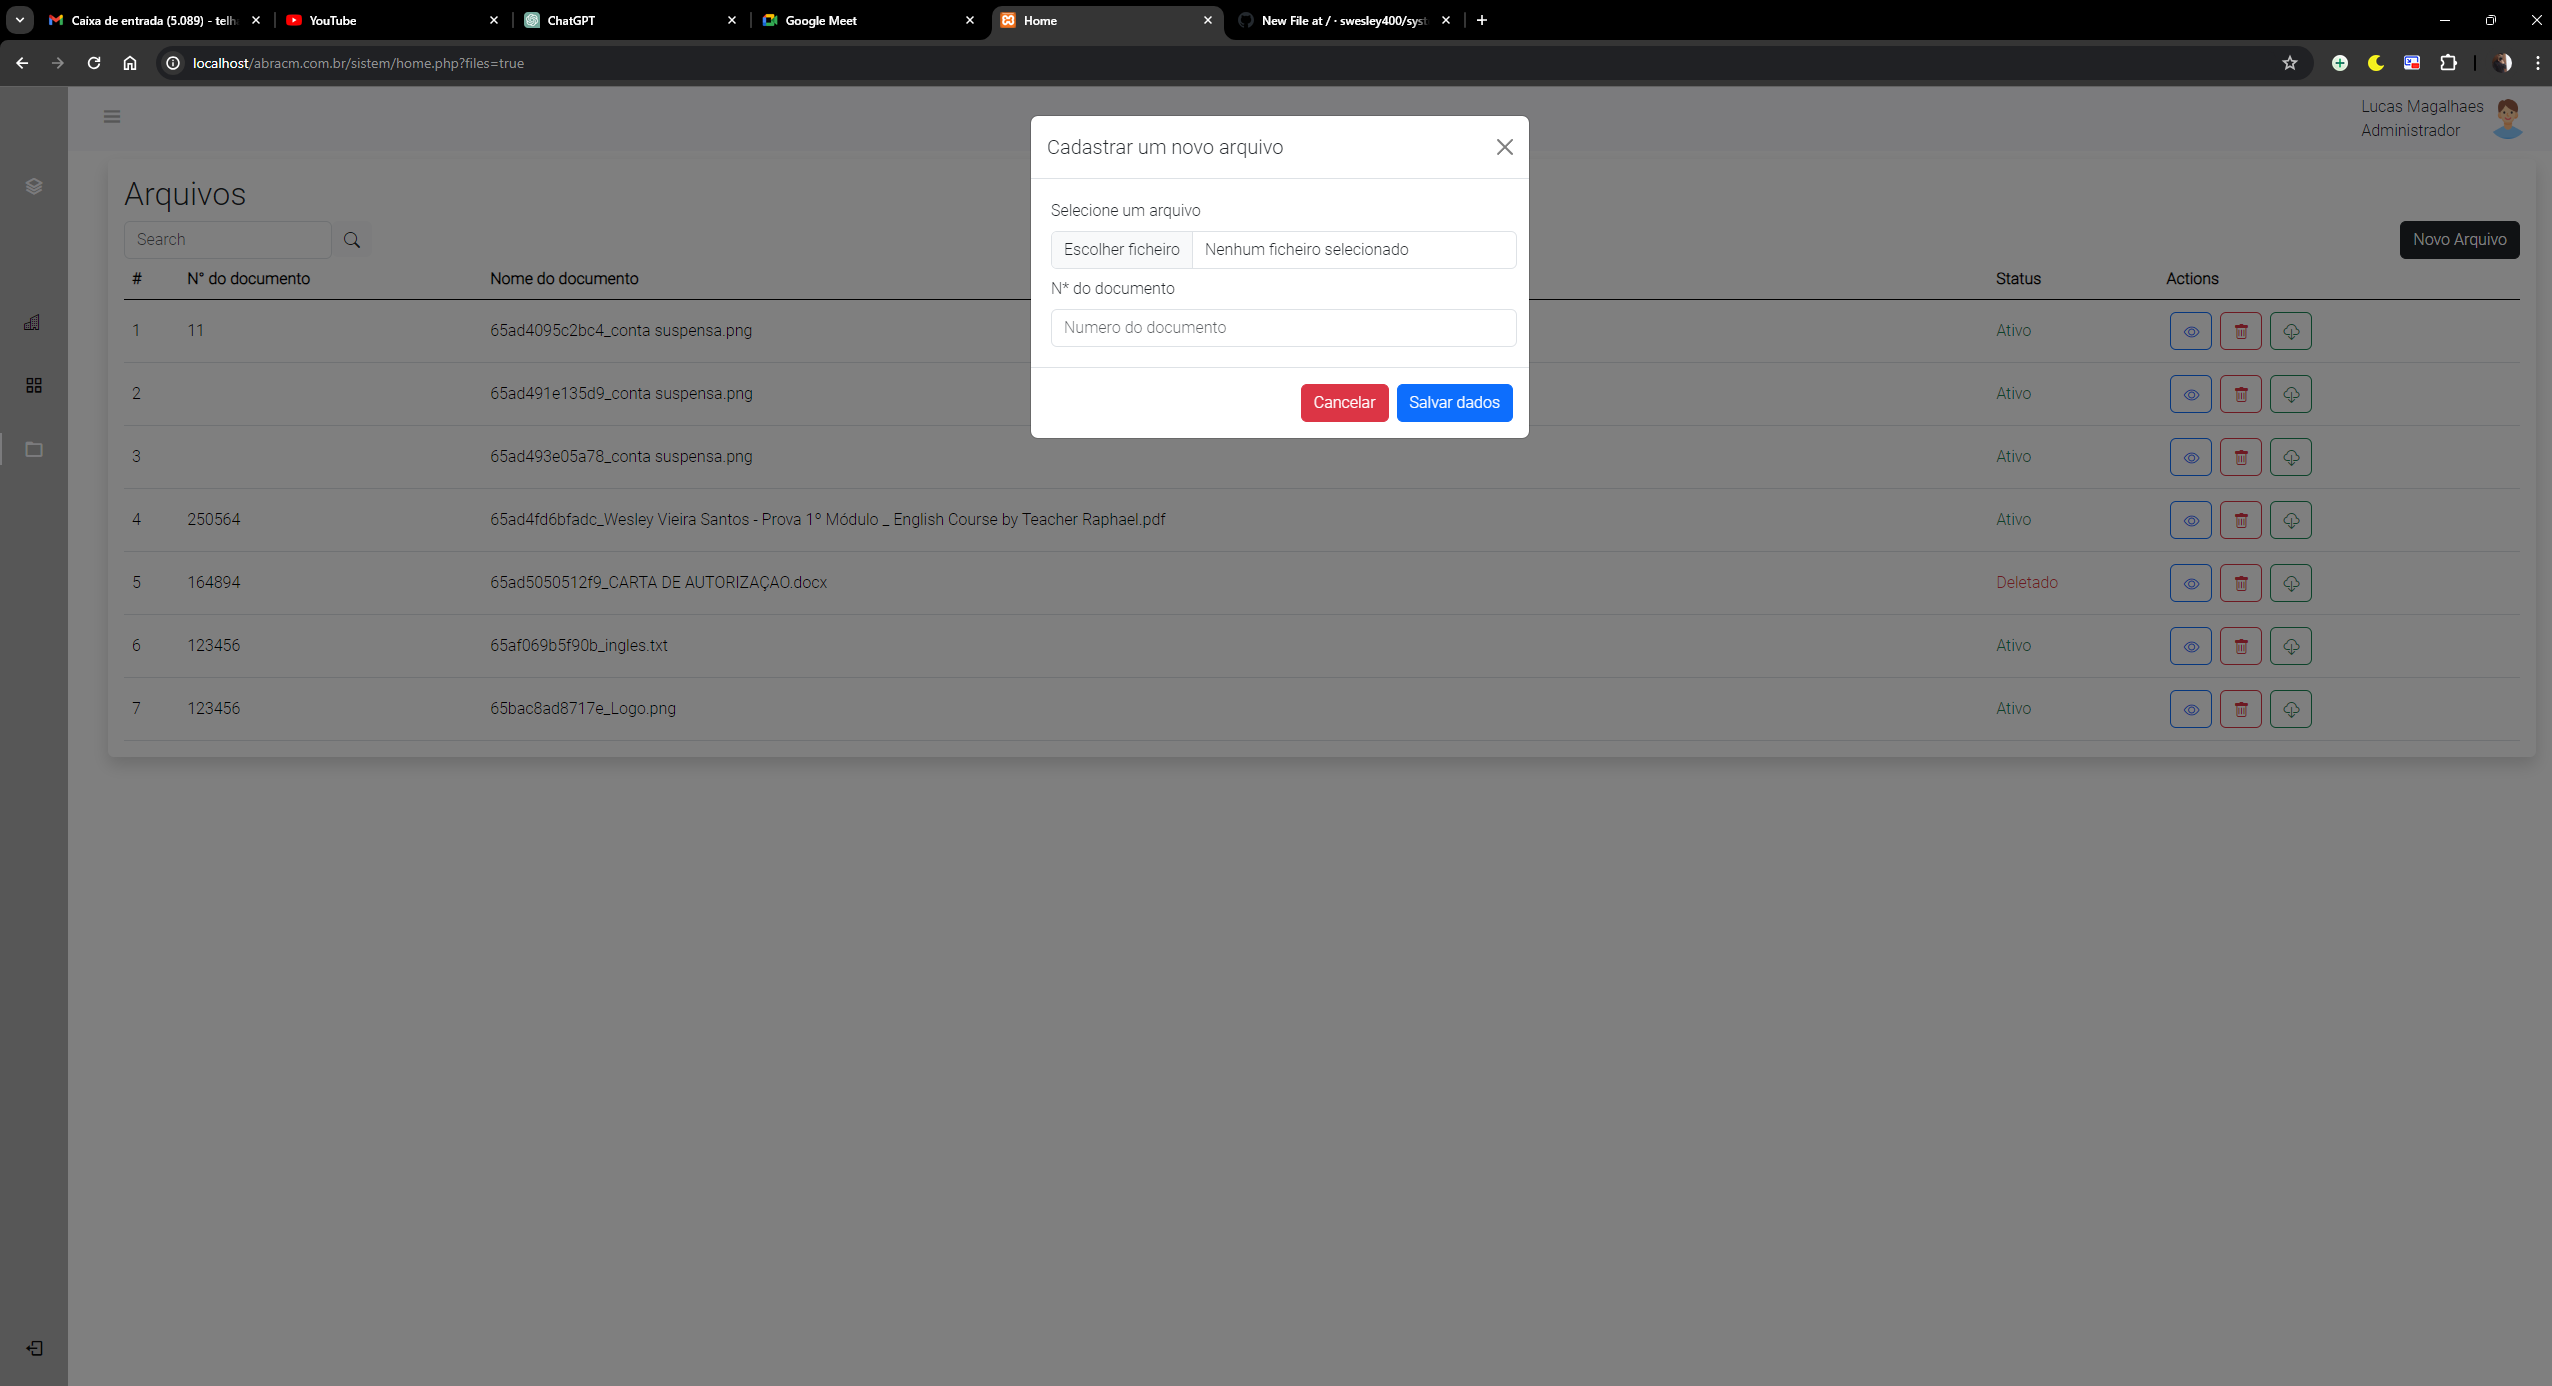 Caixa de entrada (5.089) - telh
YouTube
ChatGPT
Google Meet
Home
New File at / · swesley400/syst
localhost/abracm.com.br/sistem/home.php?files=true
Lucas Magalhaes
Administrador
Cadastrar um novo arquivo
Selecione um arquivo
Escolher ficheiro Nenhum ficheiro selecionado
N* do documento
Numero do documento
Cancelar Salvar dados
Arquivos
Search
Novo Arquivo
# N° do documento Nome do documento Status Actions
1 11 65ad4095c2bc4_conta suspensa.png Ativo
2 65ad491e135d9_conta suspensa.png Ativo
3 65ad493e05a78_conta suspensa.png Ativo
4 250564 65ad4fd6bfadc_Wesley Vieira Santos - Prova 1º Módulo _ English Course by Teacher Raphael.pdf Ativo
5 164894 65ad5050512f9_CARTA DE AUTORIZAÇAO.docx Deletado
6 123456 65af069b5f90b_ingles.txt Ativo
7 123456 65bac8ad8717e_Logo.png Ativo